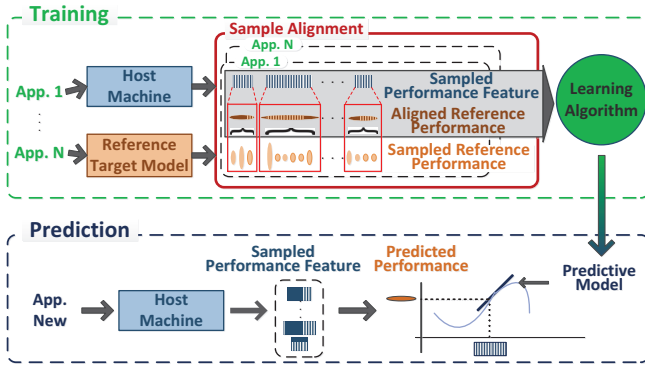 Training
Sample Alignment
App. N
App. 1
App. 1
Host
Machine
Sampled
Performance Feature
Aligned Reference
Performance
Sampled Reference
Performance
Learning
Algorithm
App. N
Reference
Target Model
Prediction
Sampled
Performance Feature
Predicted
Performance
Predictive
Model
App.
New
Host
Machine